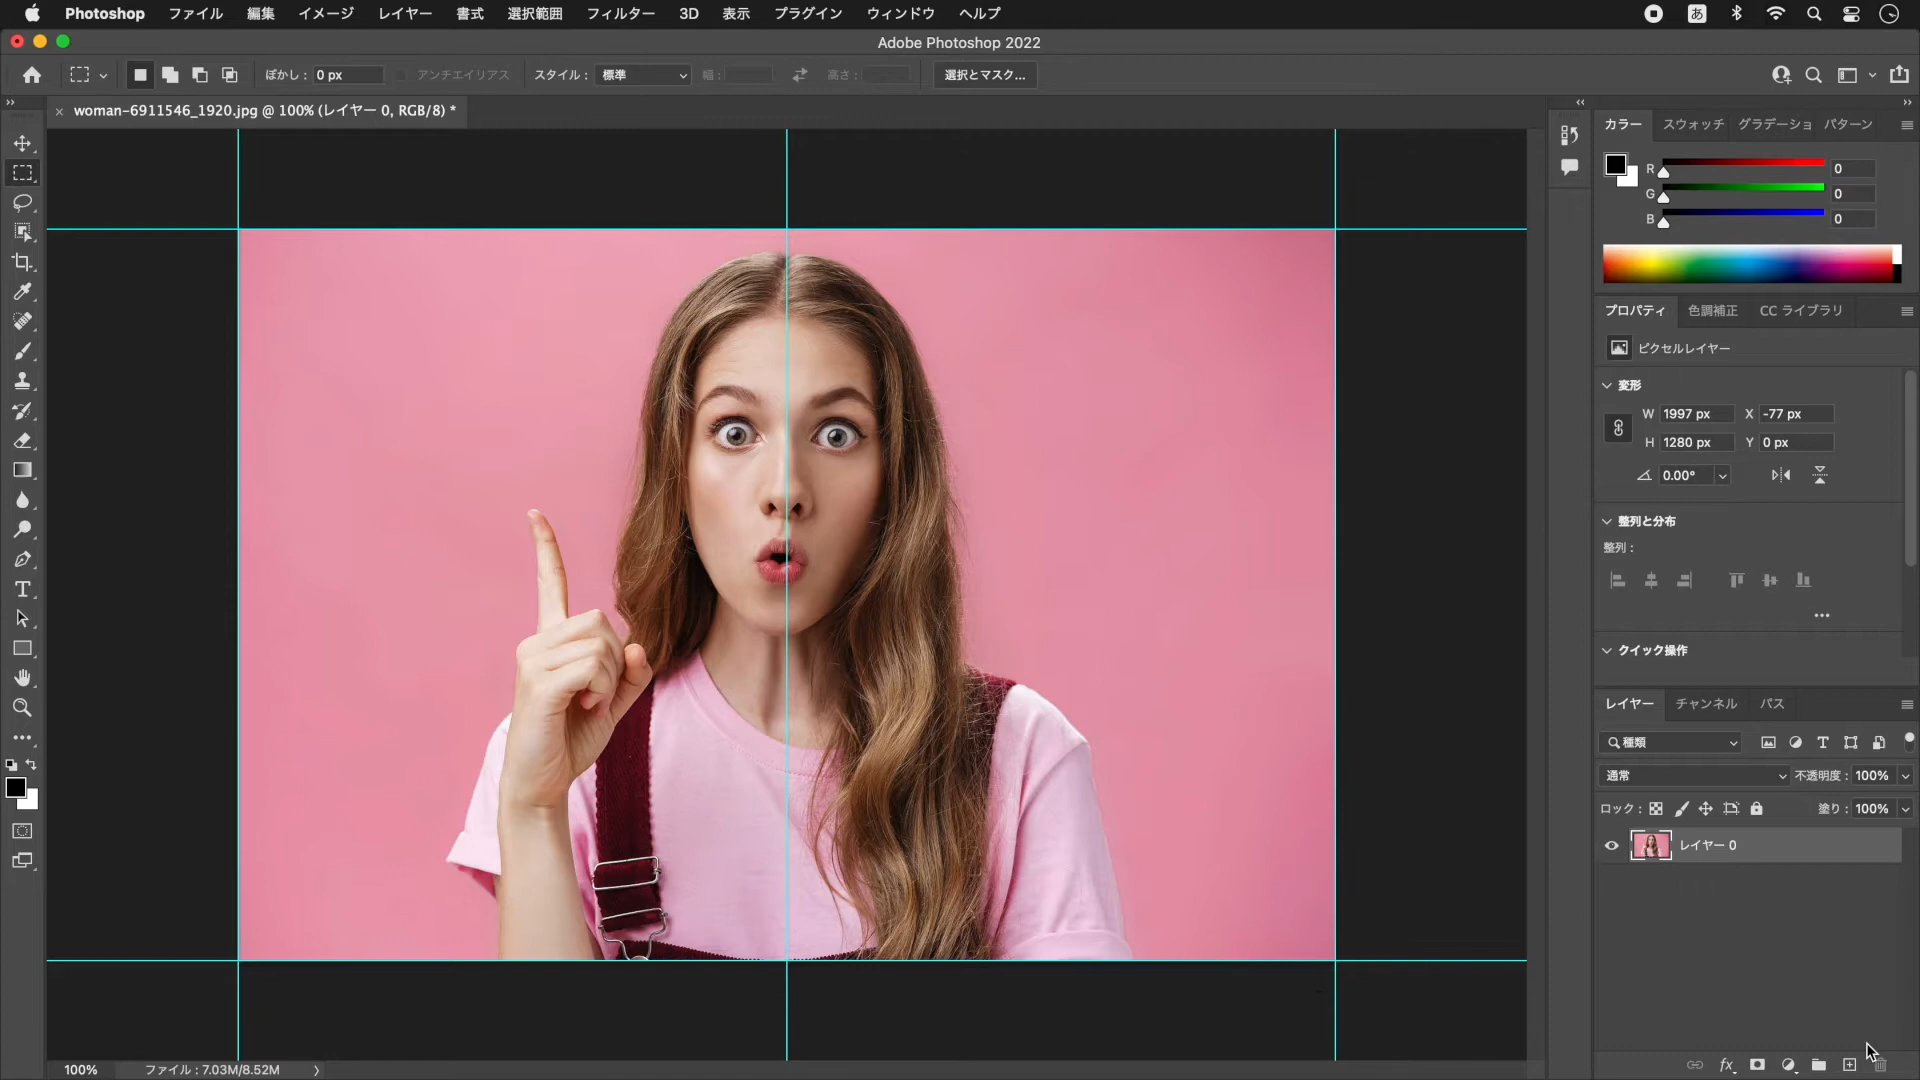 Photoshop ファイル 編集 イメージ レイヤー 書式 選択範囲 フィルター 3D 表示 プラグイン ウィンドウ ヘルプ あ
Adobe Photoshop 2022
ぼかし : 0 px アンチエイリアス スタイル : 標準 幅 : 高さ : 選択とマスク...
woman-6911546_1920.jpg @ 100% (レイヤー 0, RGB/8) *
カラー スウォッチ グラデーショ パターン
R 0
G 0
B 0
プロパティ 色調補正 CC ライブラリ
ピクセルレイヤー
変形
W 1997 px X -77 px
H 1280 px Y 0 px
0.00°
整列と分布
整列 :
クイック操作
レイヤー チャンネル パス
種類
通常 不透明度 : 100%
ロック : 塗り : 100%
レイヤー 0
100% ファイル : 7.03M/8.52M